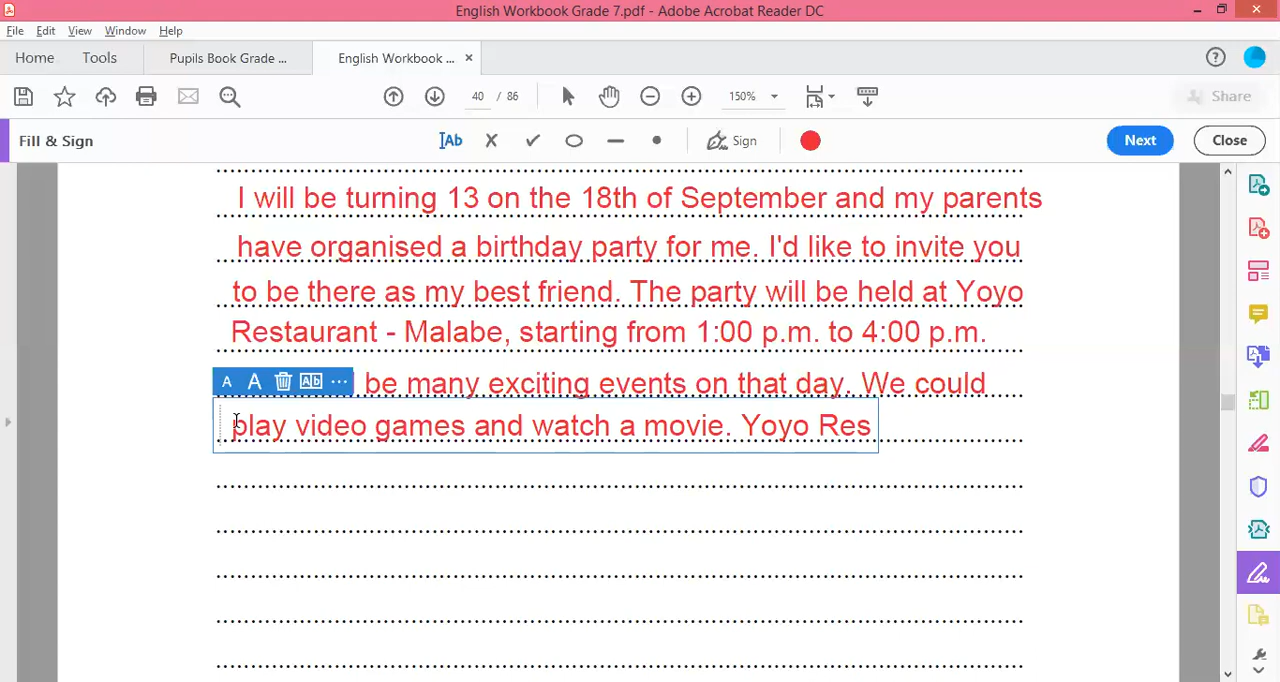 English Workbook Grade 7.pdf - Adobe Acrobat Reader DC
File Edit View Window Help
Home Tools Pupils Book Grade ... English Workbook ... ×
40 / 86 150% Share
Fill & Sign Ab Sign Next Close
I will be turning 13 on the 18th of September and my parents
have organised a birthday party for me. I'd like to invite you
to be there as my best friend. The party will be held at Yoyo
Restaurant - Malabe, starting from 1:00 p.m. to 4:00 p.m.
A A Ab ... be many exciting events on that day. We could
play video games and watch a movie. Yoyo Res